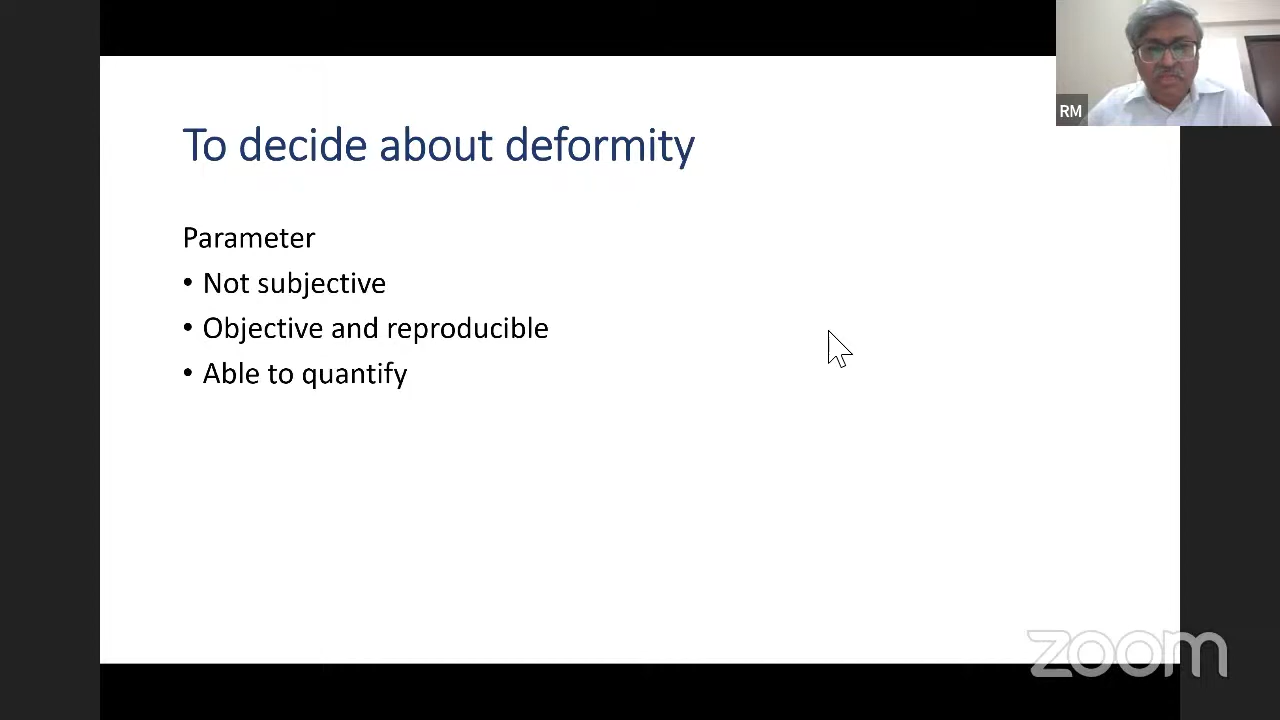 To decide about deformity
Parameter
• Not subjective
• Objective and reproducible
• Able to quantify
RM
zoom